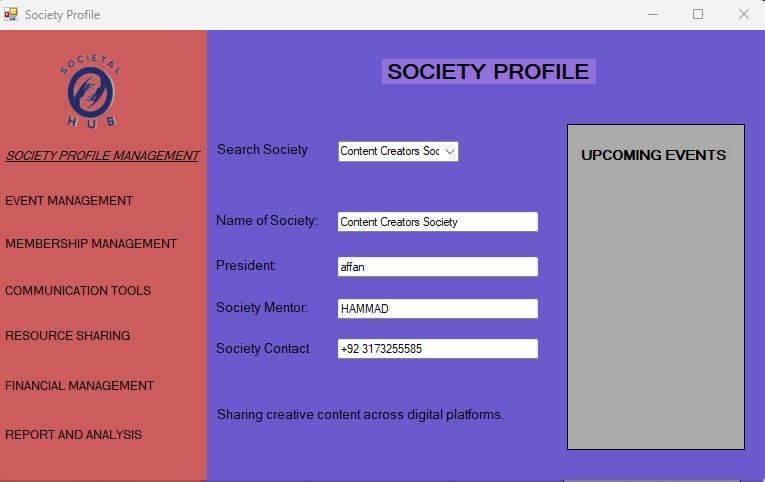 Society Profile
SOCIETAL
HUB
SOCIETY PROFILE MANAGEMENT
EVENT MANAGEMENT
MEMBERSHIP MANAGEMENT
COMMUNICATION TOOLS
RESOURCE SHARING
FINANCIAL MANAGEMENT
REPORT AND ANALYSIS
SOCIETY PROFILE
Search Society Content Creators Soc
Name of Society: Content Creators Society
President: affan
Society Mentor: HAMMAD
Society Contact +92 3173255585
Sharing creative content across digital platforms.
UPCOMING EVENTS